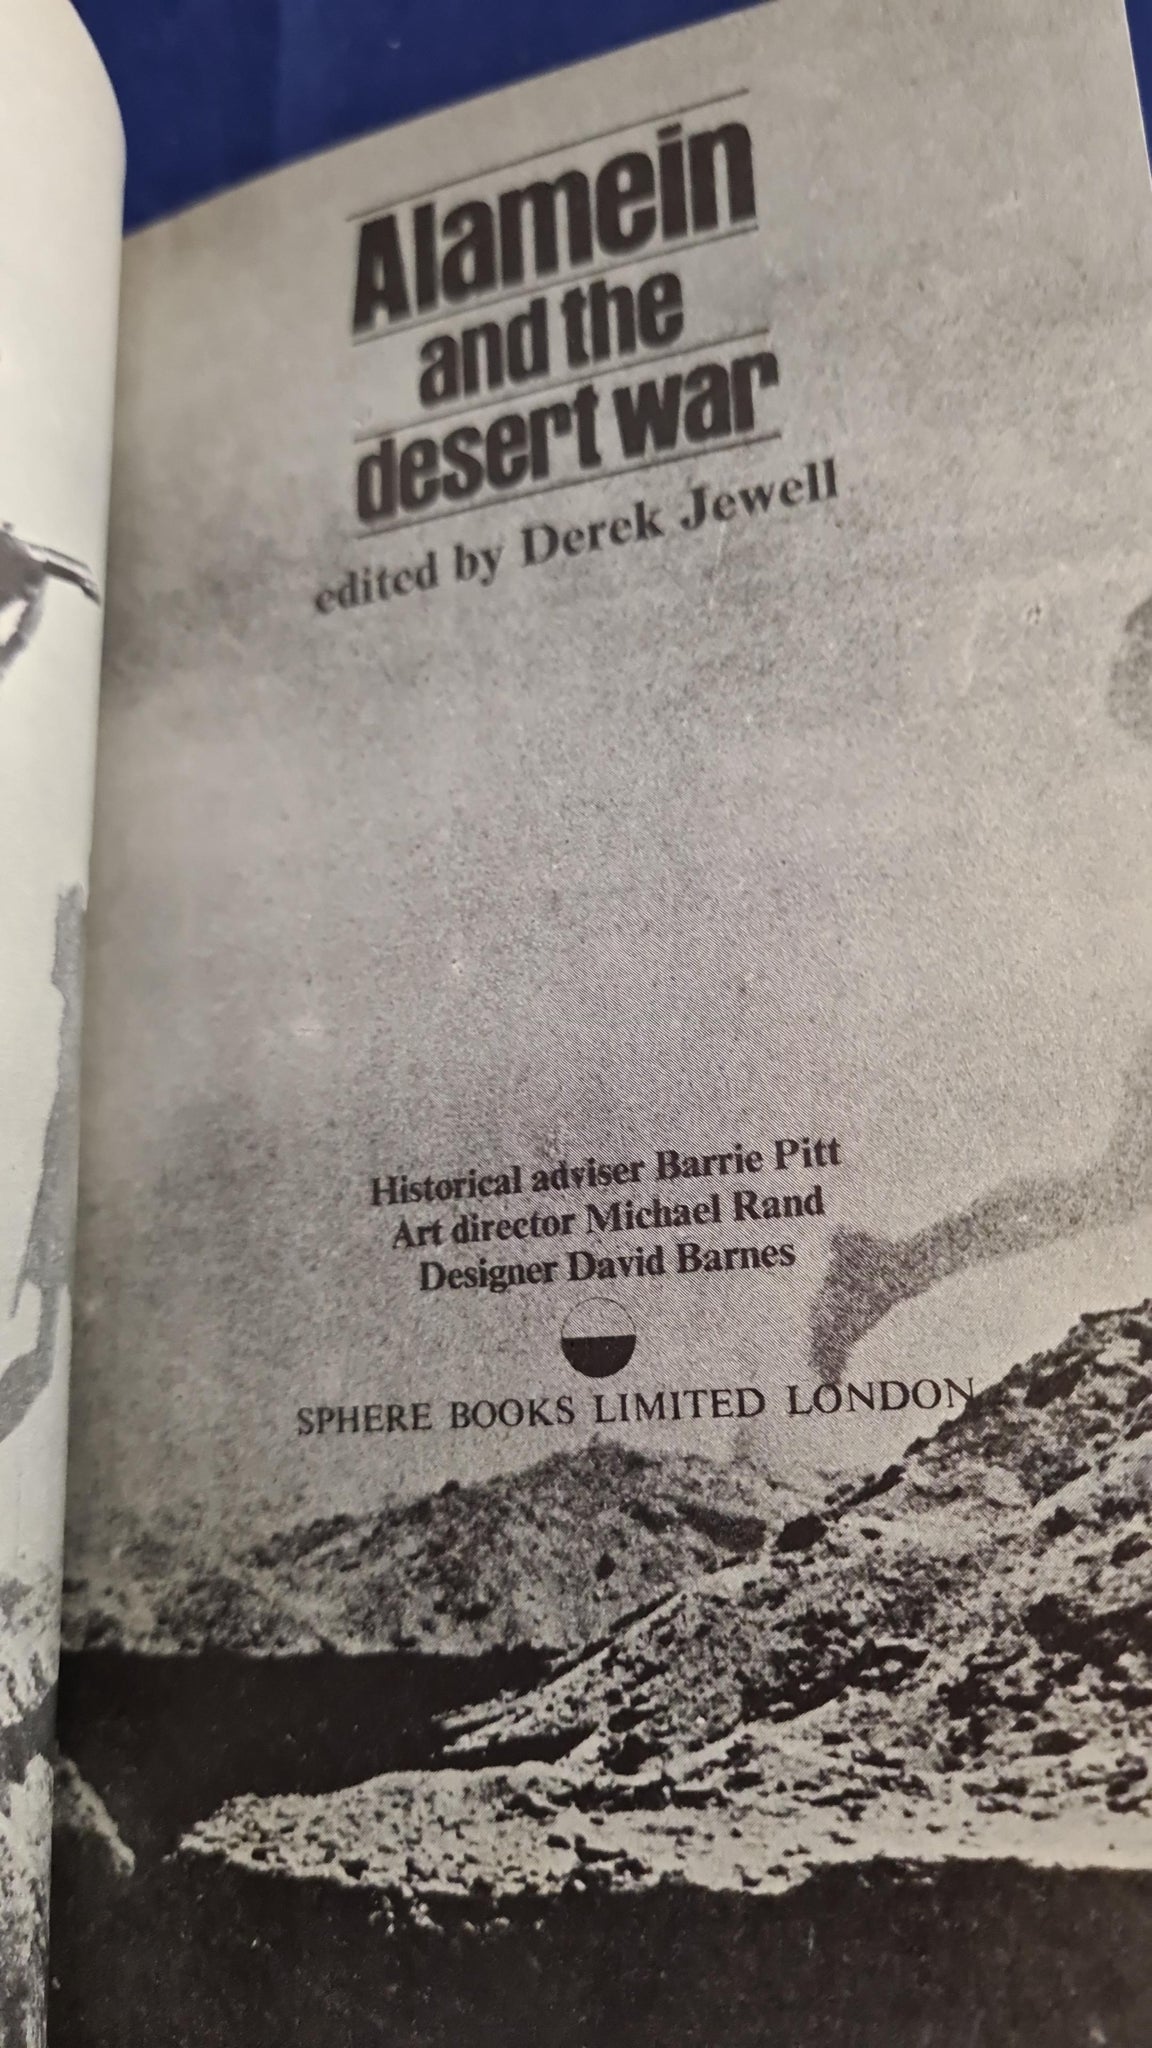 Alamein
and the
desert war
edited by Derek Jewell
Historical adviser Barrie Pitt
Art director Michael Rand
Designer David Barnes
SPHERE BOOKS LIMITED LONDON